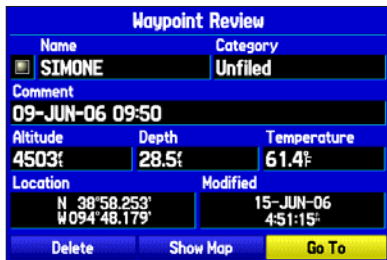 Waypoint Review
Name Category
SIMONE Unfiled
Comment
09-JUN-06 09:50
Altitude Depth Temperature
4503ft 28.5ft 61.4°F
Location Modified
N 38°58.253' 15-JUN-06
W094°48.179' 4:51:15AM
Delete Show Map Go To